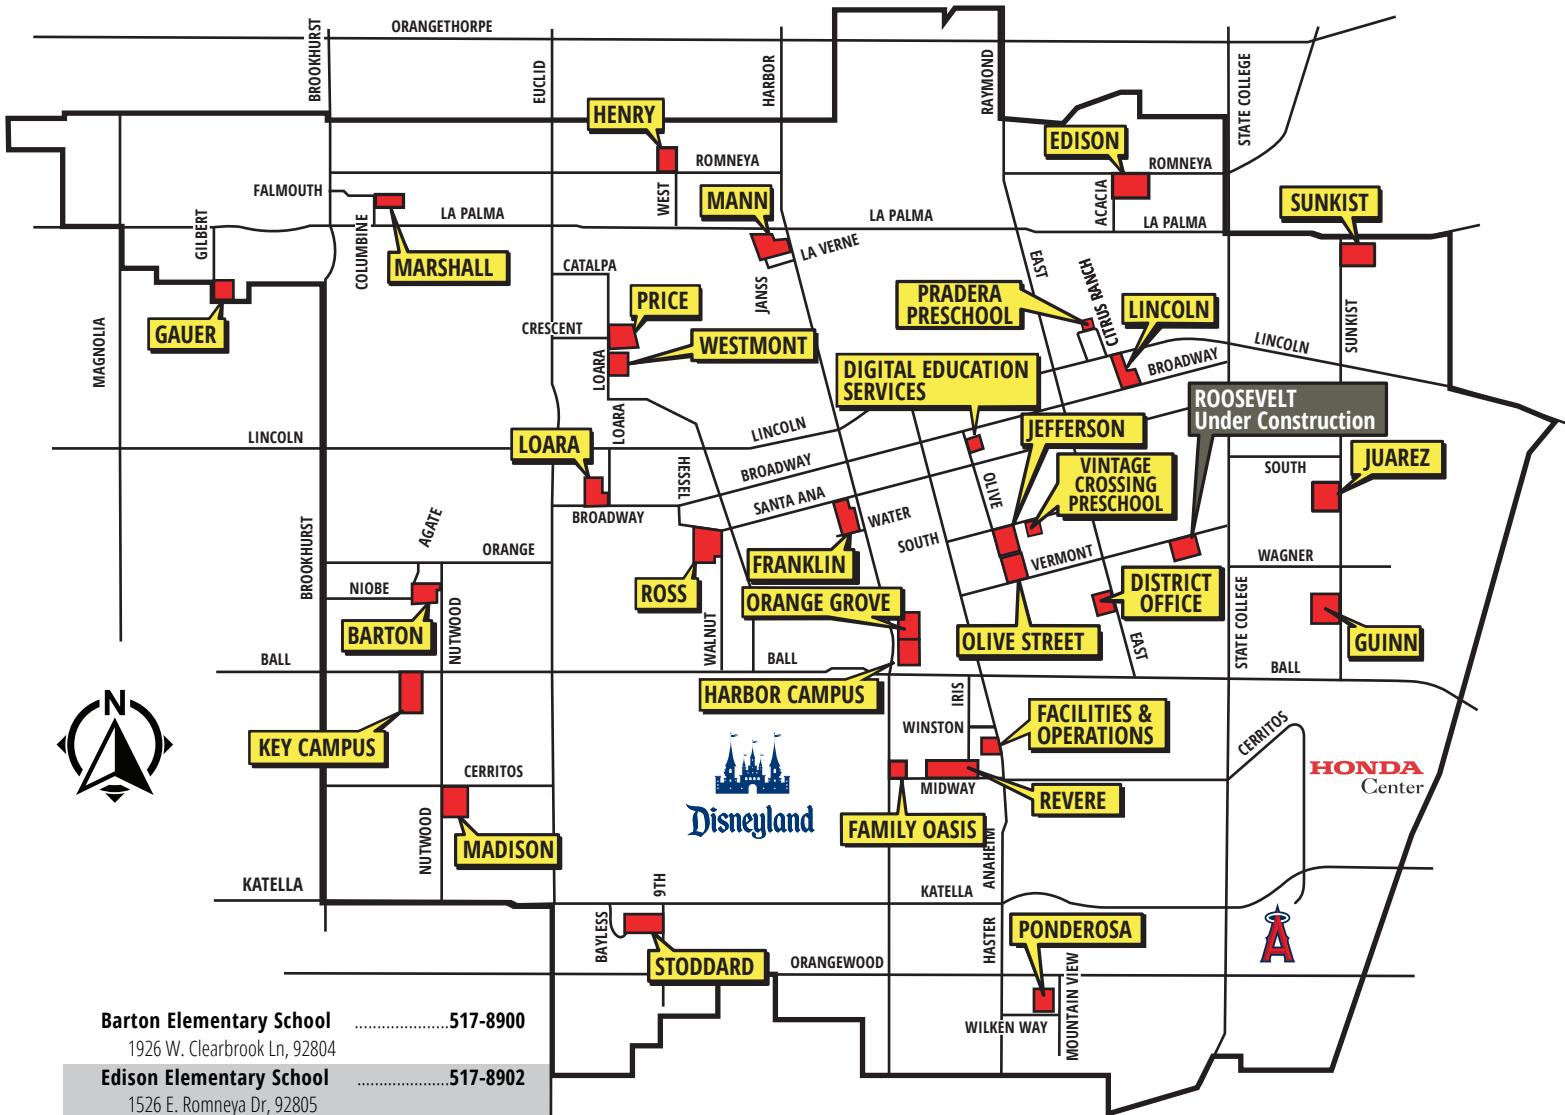 ORANGETHORPE
BROOKHURST
EUCLID
HARBOR
RAYMOND
STATE COLLEGE
HENRY
EDISON
ROMNEYA
ROMNEYA
FALMOUTH
WEST
MANN
ACACIA
SUNKIST
GILBERT
COLUMBINE
LA PALMA
LA PALMA
LA PALMA
MARSHALL
LA VERNE
EAST
CATALPA
JANSS
CITRUS RANCH
PRADERA
PRESCHOOL
PRICE
LINCOLN
GAUER
CRESCENT
MAGNOLIA
WESTMONT
LOARA
LINCOLN
SUNKIST
BROADWAY
DIGITAL EDUCATION
SERVICES
ROOSEVELT
Under Construction
LOARA
LINCOLN
LINCOLN
JEFFERSON
LOARA
HESSEL
BROADWAY
VINTAGE
CROSSING
PRESCHOOL
SOUTH
JUAREZ
SANTA ANA
OLIVE
BROADWAY
WATER
AGATE
BROOKHURST
ORANGE
SOUTH
VERMONT
WAGNER
FRANKLIN
NIOBE
ROSS
ORANGE GROVE
DISTRICT
OFFICE
BARTON
NUTWOOD
WALNUT
OLIVE STREET
EAST
STATE COLLEGE
GUINN
BALL
BALL
BALL
HARBOR CAMPUS
IRIS
N
KEY CAMPUS
WINSTON
FACILITIES &
OPERATIONS
CERRITOS
CERRITOS
HONDA
Center
MIDWAY
REVERE
Disneyland
FAMILY OASIS
MADISON
NUTWOOD
ANAHEIM
KATELLA
9TH
KATELLA
BAYLESS
HASTER
PONDEROSA
A
STODDARD
ORANGEWOOD
MOUNTAIN VIEW
WILKEN WAY
Barton Elementary School .....................517-8900
1926 W. Clearbrook Ln, 92804
Edison Elementary School .....................517-8902
1526 E. Romneya Dr, 92805